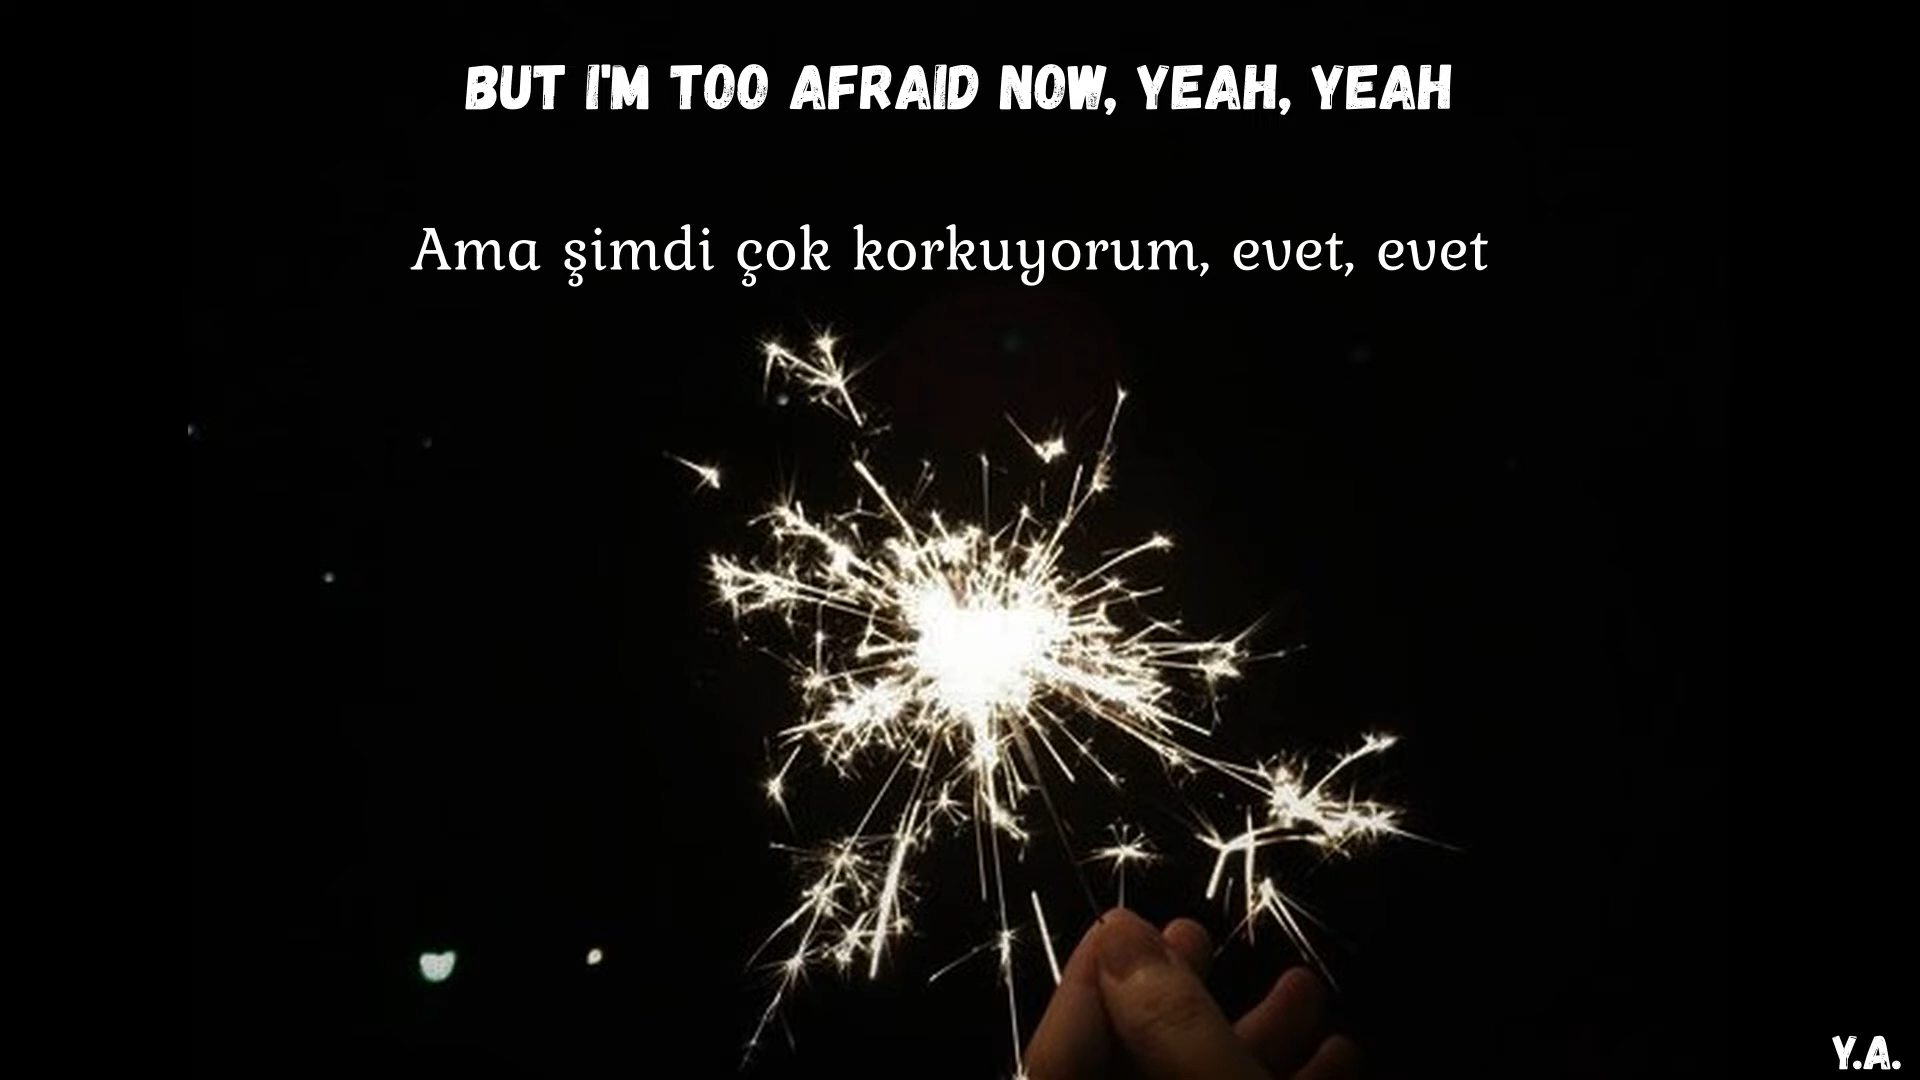 BUT I'M TOO AFRAID NOW, YEAH, YEAH
Ama şimdi çok korkuyorum, evet, evet
Y.A.